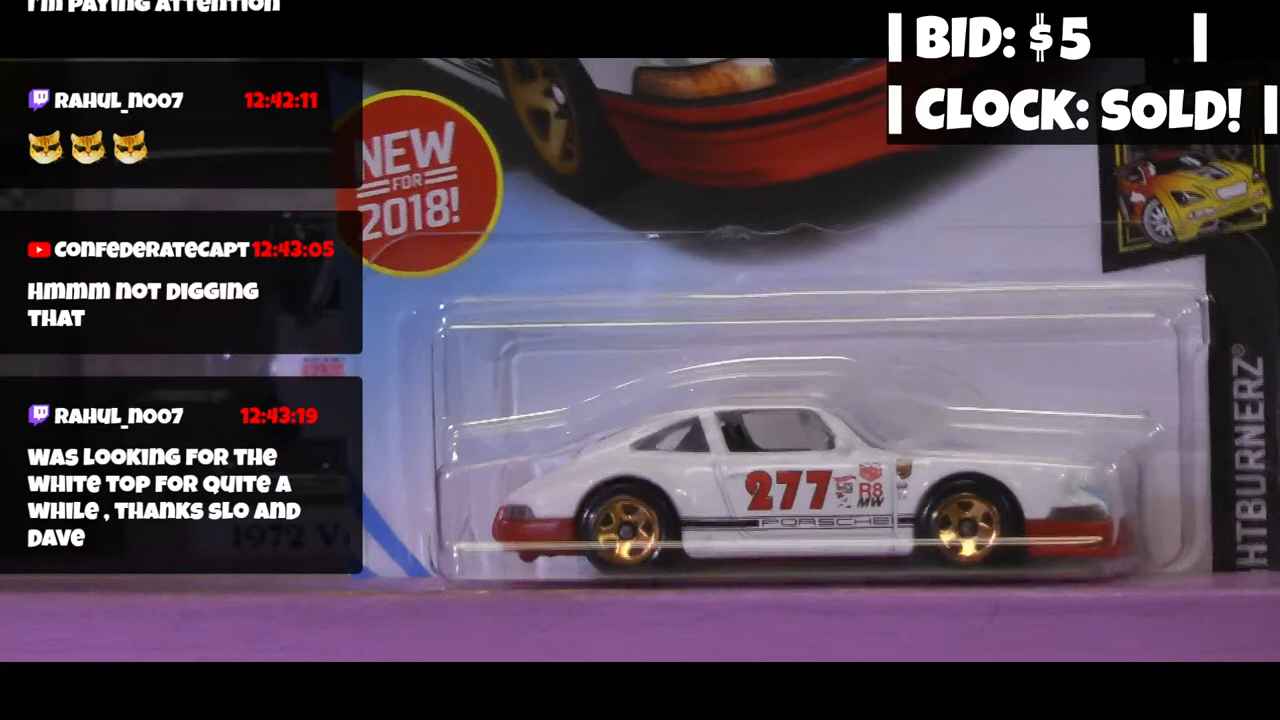 I'm paying attention
| BID: $5 |
| CLOCK: SOLD! |
Rahul_n007 12:42:11
ConfederateCapt 12:43:05
Hmmm not digging
that
Rahul_n007 12:43:19
was looking for the
white top for quite a
while , thanks Slo and
Dave
NEW
FOR
2018!
277
R8
MW
PORSCHE
HTBURNERZ®
1972 V